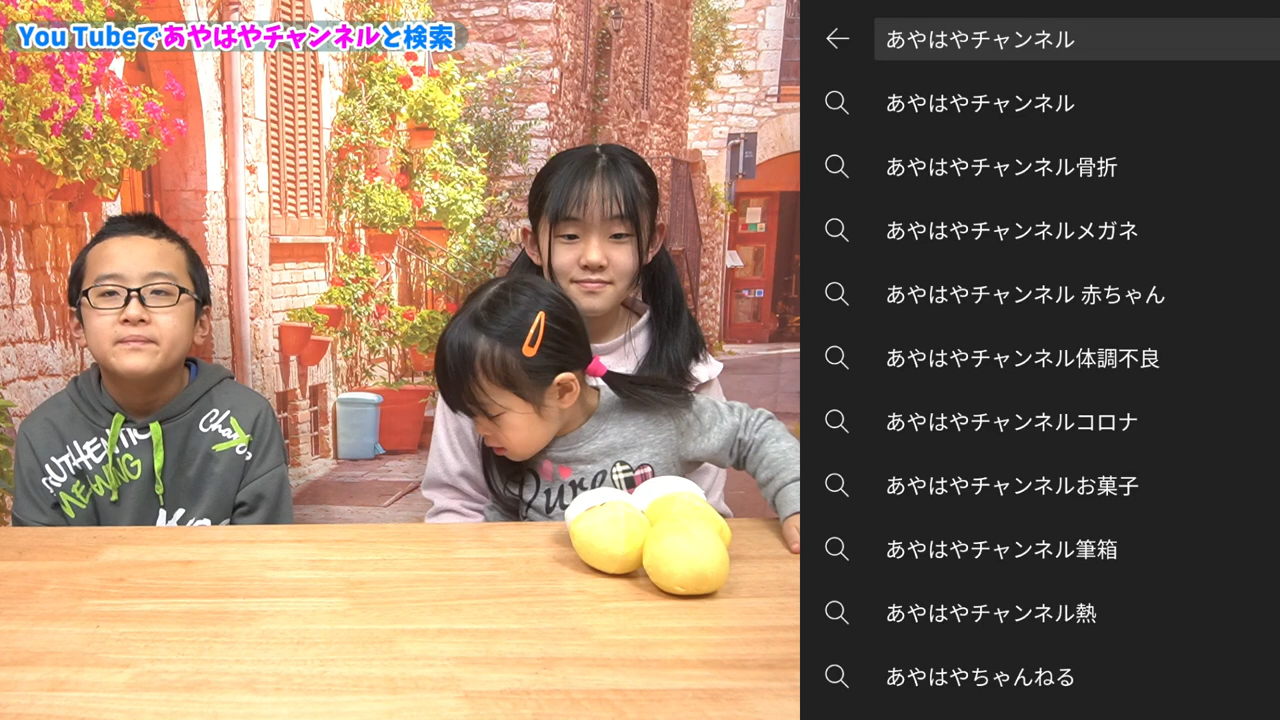 You Tubeであやはやチャンネルと検索
あやはやチャンネル
あやはやチャンネル
あやはやチャンネル骨折
あやはやチャンネルメガネ
あやはやチャンネル 赤ちゃん
あやはやチャンネル体調不良
あやはやチャンネルコロナ
あやはやチャンネルお菓子
あやはやチャンネル筆箱
あやはやチャンネル熱
あやはやちゃんねる
AUTHENTIC
NEWING
Pure